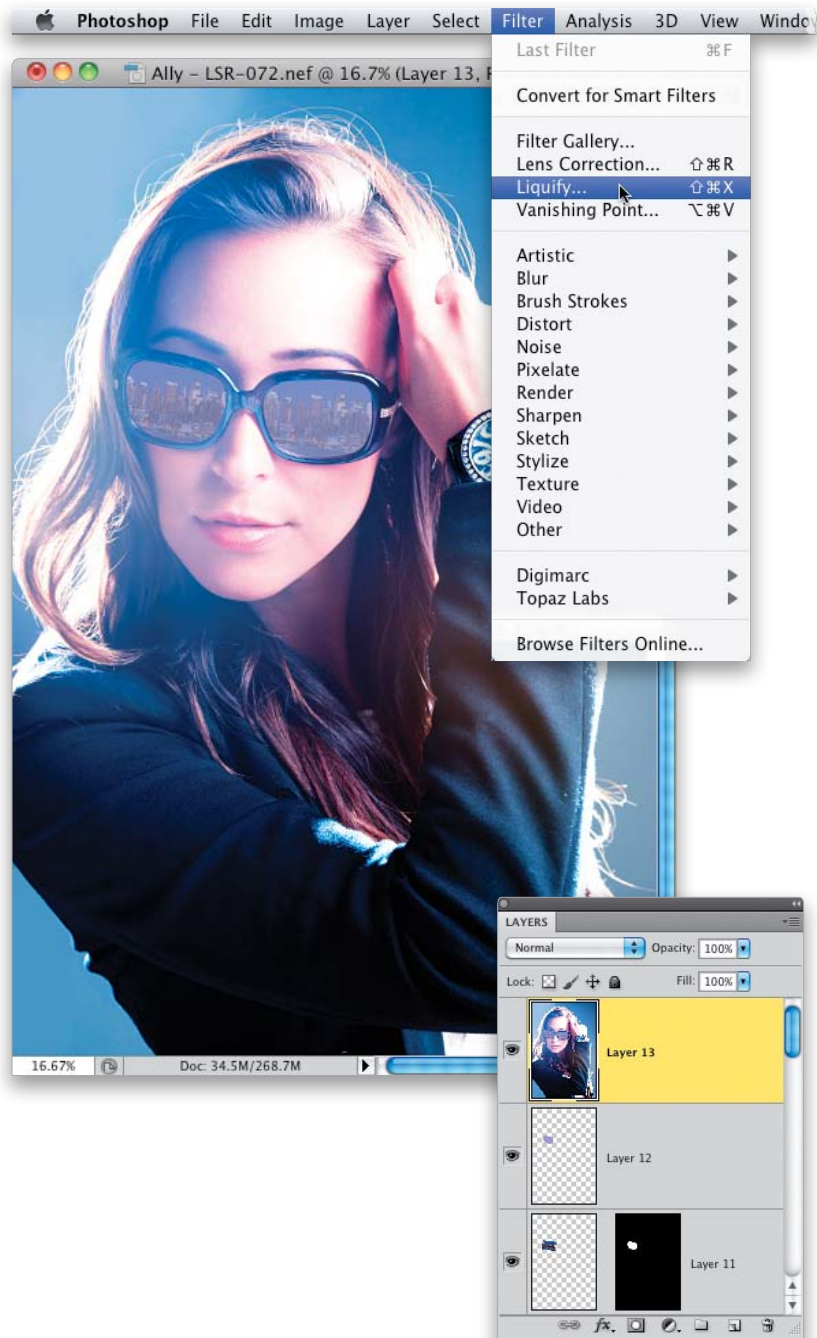 Photoshop File Edit Image Layer Select Filter Analysis 3D View Window
Ally – LSR-072.nef @ 16.7% (Layer 13,
Last Filter ⌘F
Convert for Smart Filters
Filter Gallery...
Lens Correction... ⇧⌘R
Liquify... ⇧⌘X
Vanishing Point... ⌥⌘V
Artistic
Blur
Brush Strokes
Distort
Noise
Pixelate
Render
Sharpen
Sketch
Stylize
Texture
Video
Other
Digimarc
Topaz Labs
Browse Filters Online...
16.67% Doc: 34.5M/268.7M
LAYERS
Normal Opacity: 100%
Lock: Fill: 100%
Layer 13
Layer 12
Layer 11
fx